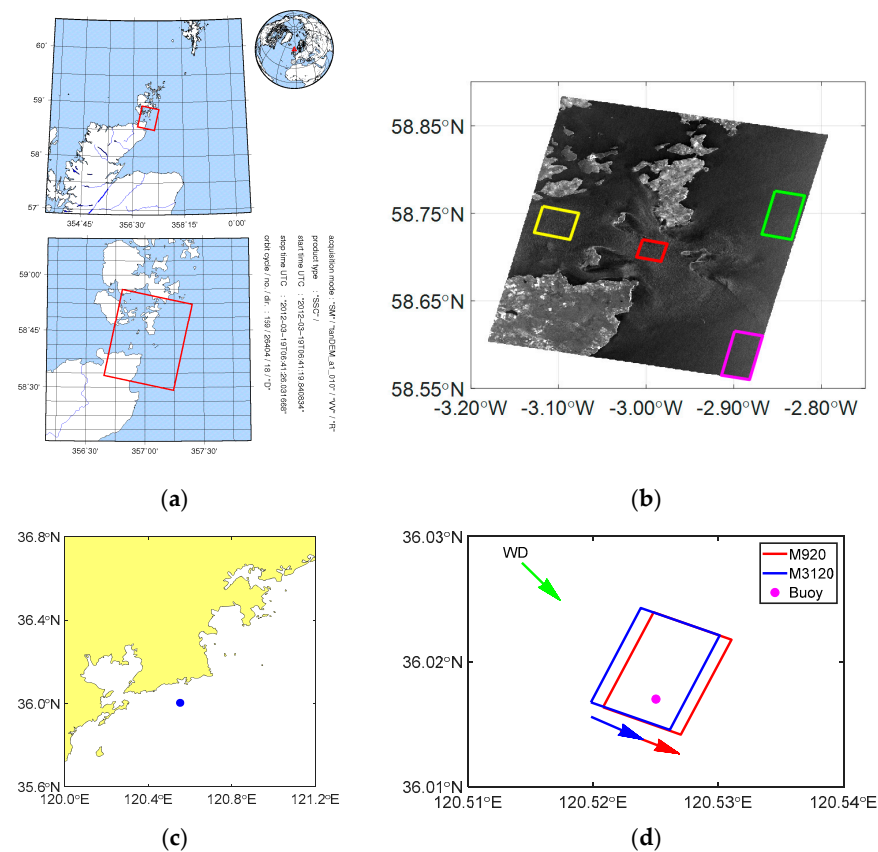 60˚
59˚
58˚
57˚
354˚45'
356˚30'
358˚15'
0˚00'
59˚00'
58˚45'
58˚30'
356˚30'
357˚00'
357˚30'
acquisition mode : "SM"/ "tanDEM_a1_010"/ "VV"/ "R"
product type : "SSC"/
start time UTC : "2012-03-19T06:41:19.840834"
stop time UTC : "2012-03-19T06:41:26.031668"
orbit cycle / no. / dir. : 159 / 26404 / 18 / "D"
(a)
58.85°N
58.75°N
58.65°N
58.55°N
-3.20°W -3.10°W -3.00°W -2.90°W -2.80°W
(b)
36.8°N
36.4°N
36.0°N
35.6°N
120.0°E 120.4°E 120.8°E 121.2°E
(c)
36.03°N
36.02°N
36.01°N
120.51°E 120.52°E 120.53°E 120.54°E
WD
M920
M3120
Buoy
(d)